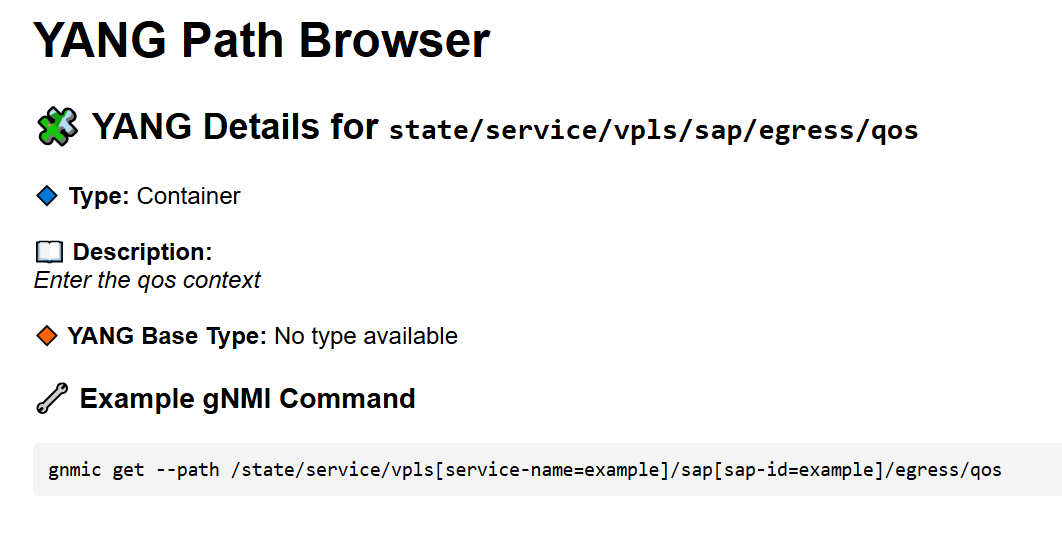 YANG Path Browser
YANG Details for state/service/vpls/sap/egress/qos
Type: Container
Description:
Enter the qos context
YANG Base Type: No type available
Example gNMI Command
gnmic get --path /state/service/vpls[service-name=example]/sap[sap-id=example]/egress/qos